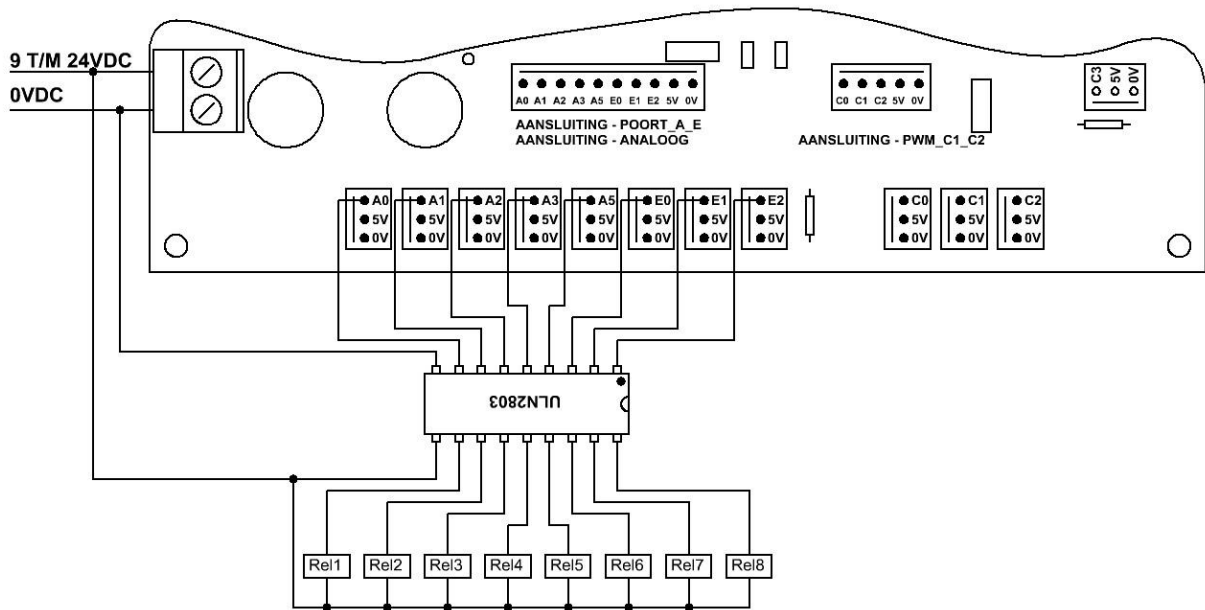 9 T/M 24VDC
0VDC
A0 A1 A2 A3 A5 E0 E1 E2 5V 0V
AANSLUITING - POORT_A_E
AANSLUITING - ANALOOG
C0 C1 C2 5V 0V
AANSLUITING - PWM_C1_C2
C3 5V 0V
A0 A1 A2 A3 A5 E0 E1 E2 C0 C1 C2
5V 5V 5V 5V 5V 5V 5V 5V 5V 5V 5V
0V 0V 0V 0V 0V 0V 0V 0V 0V 0V 0V
ULN2803
Rel1 Rel2 Rel3 Rel4 Rel5 Rel6 Rel7 Rel8